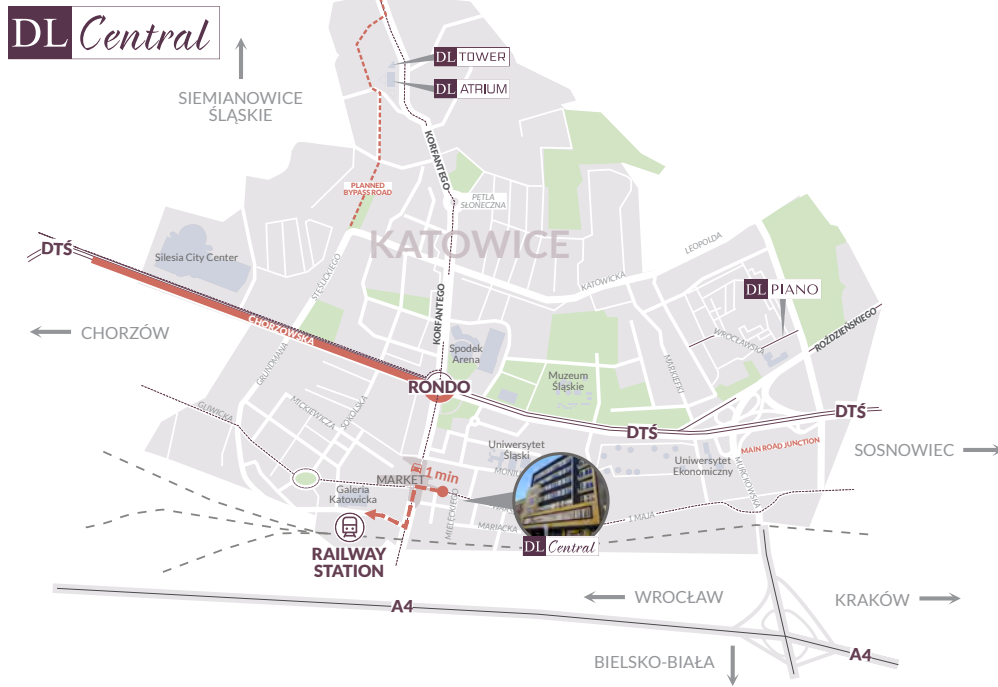 DL Central
SIEMIANOWICE
ŚLĄSKIE
DL TOWER
DL ATRIUM
KORFANTEGO
PLANNED
BYPASS ROAD
PĘTLA
SŁONECZNA
KATOWICE
LEOPOLDA
DTŚ
Silesia City Center
STĘŚLICKIEGO
KATOWICKA
DL PIANO
CHORZÓW
CHORZOWSKA
KORFANTEGO
WROCŁAWSKA
ROŹDZIEŃSKIEGO
Spodek
Arena
GRUNDMANA
MARKIEFKI
Muzeum
Śląskie
RONDO
GLIWICKA
MICKIEWICZA
SOKOLSKA
DTŚ
DTŚ
MAIN ROAD JUNCTION
SOSNOWIEC
Uniwersytet
Śląski
Uniwersytet
Ekonomiczny
MURCKOWSKA
1 min
MARKET
Galeria
Katowicka
MIELĘCKIEGO
MARIACKA
1 MAJA
DL Central
RAILWAY
STATION
A4
WROCŁAW
KRAKÓW
BIELSKO-BIAŁA
A4